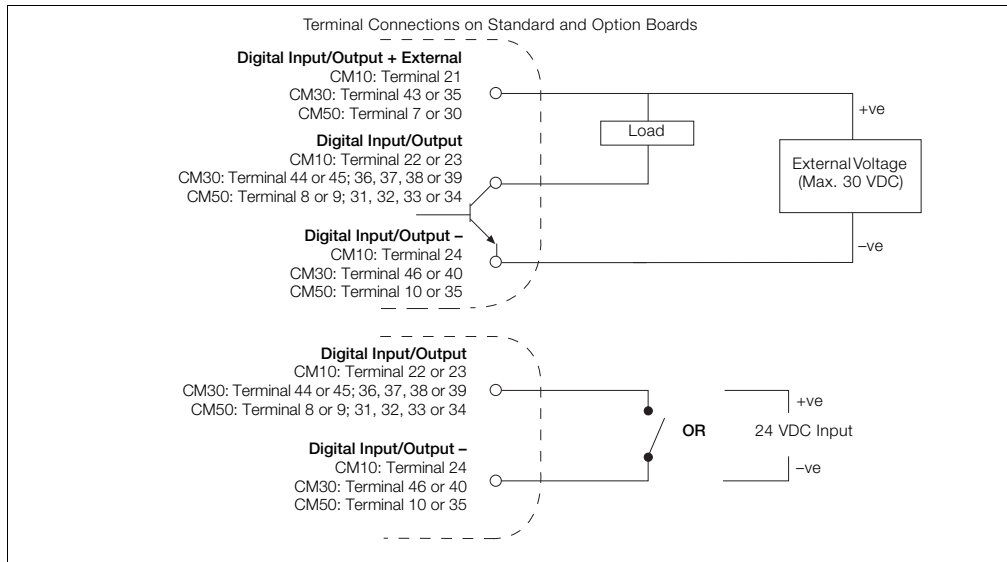 Terminal Connections on Standard and Option Boards
Digital Input/Output + External
CM10: Terminal 21
CM30: Terminal 43 or 35
CM50: Terminal 7 or 30
Digital Input/Output
CM10: Terminal 22 or 23
CM30: Terminal 44 or 45; 36, 37, 38 or 39
CM50: Terminal 8 or 9; 31, 32, 33 or 34
Digital Input/Output –
CM10: Terminal 24
CM30: Terminal 46 or 40
CM50: Terminal 10 or 35
Load
+ve
External Voltage
(Max. 30 VDC)
–ve
Digital Input/Output
CM10: Terminal 22 or 23
CM30: Terminal 44 or 45; 36, 37, 38 or 39
CM50: Terminal 8 or 9; 31, 32, 33 or 34
Digital Input/Output –
CM10: Terminal 24
CM30: Terminal 46 or 40
CM50: Terminal 10 or 35
OR
+ve
24 VDC Input
–ve